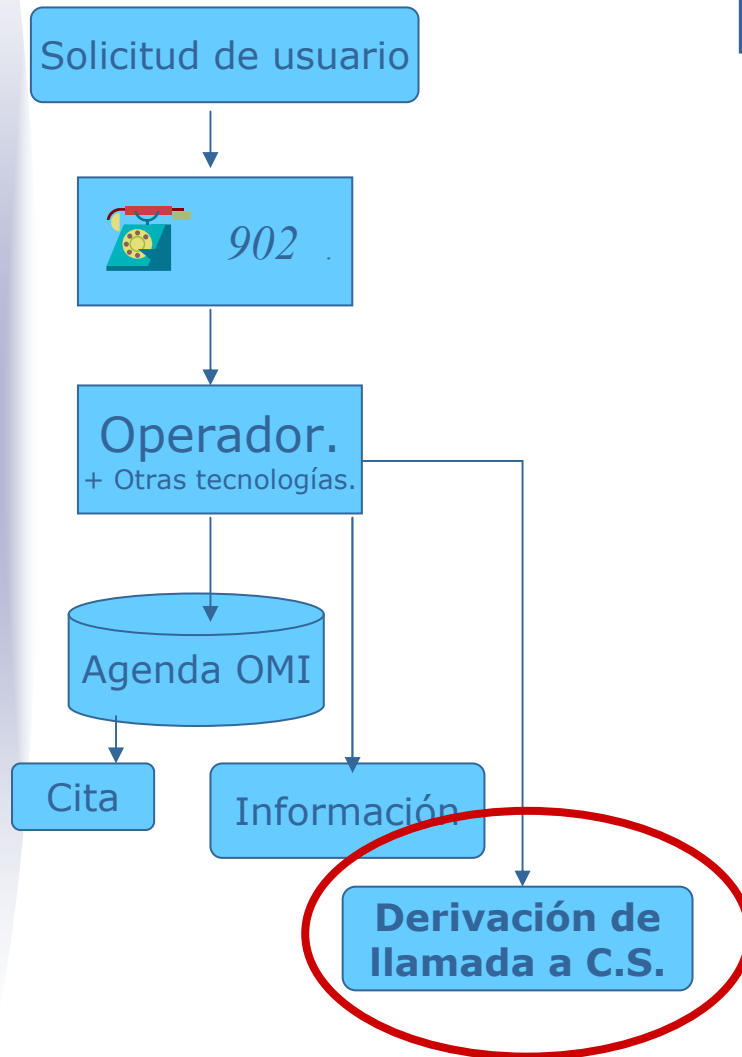 Solicitud de usuario
902 .
Operador.
+ Otras tecnologías.
Agenda OMI
Cita
Información
Derivación de
llamada a C.S.